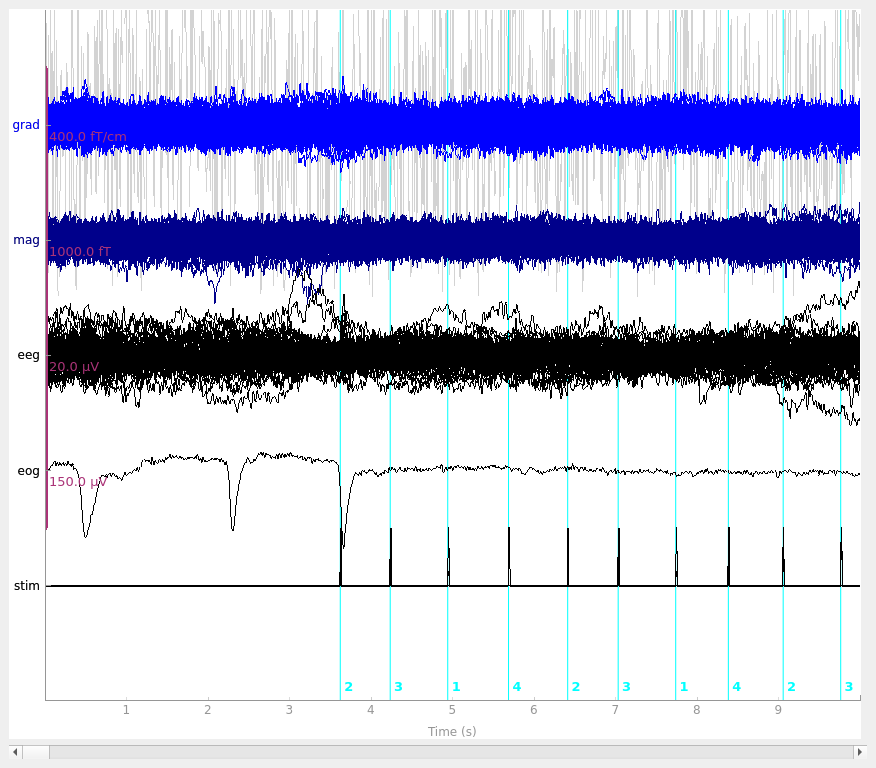 grad
400.0 fT/cm
mag
1000.0 fT
eeg
20.0 µV
eog
150.0 µV
stim
2 3 1 4 2 3 1 4 2 3
1 2 3 4 5 6 7 8 9
Time (s)